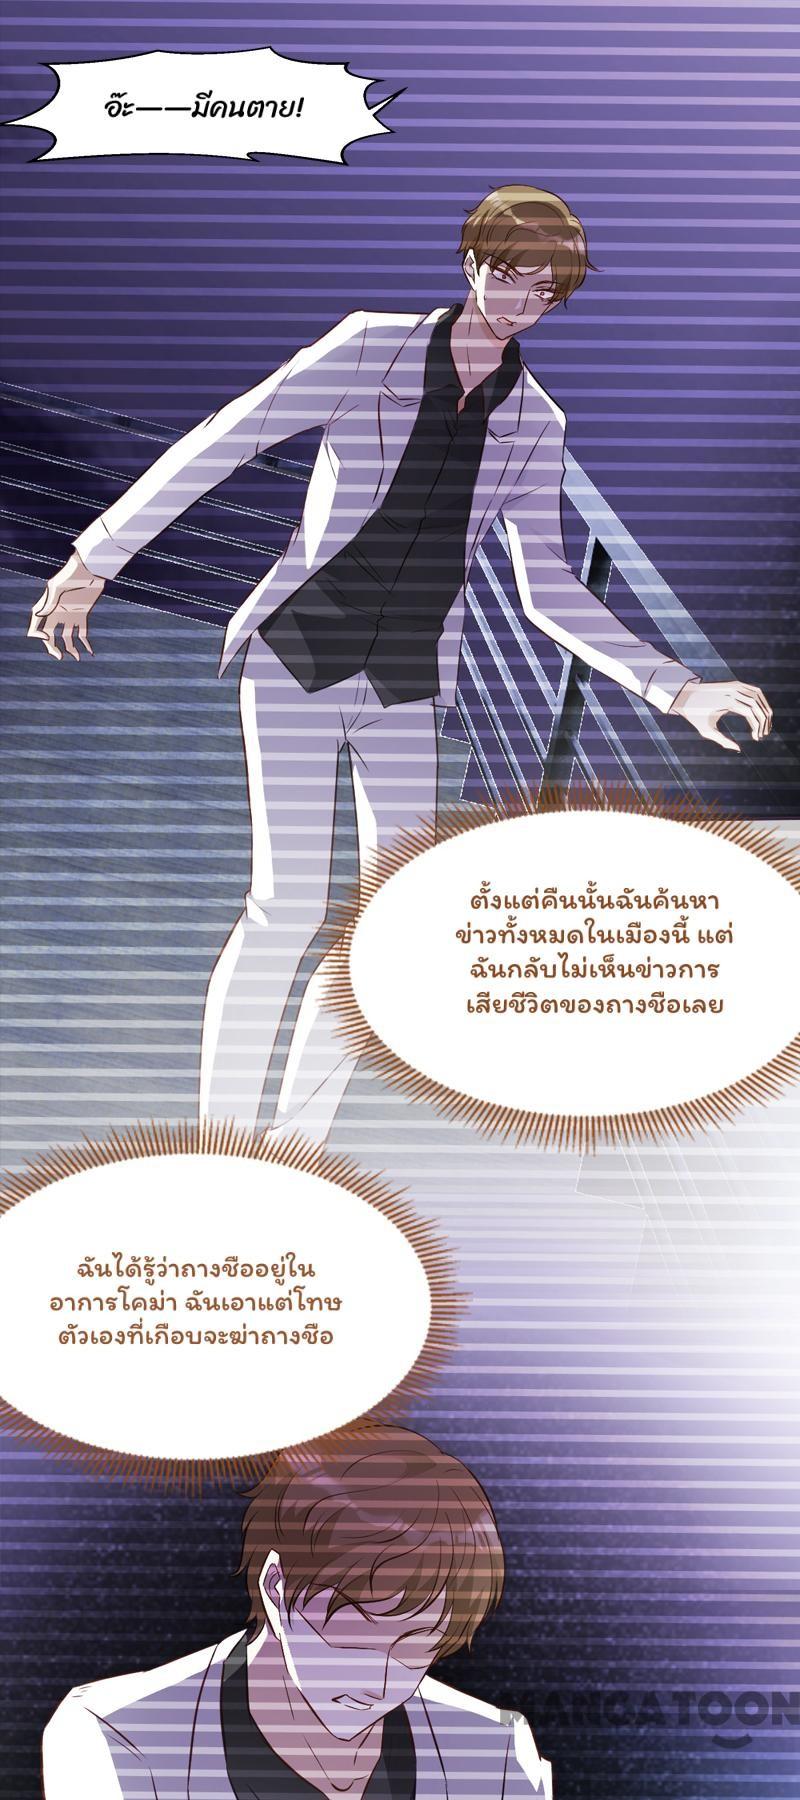 อ๊ะ——มีคนตาย!
ตั้งแต่คืนนั้นฉันค้นหา
ข่าวทั้งหมดในเมืองนี้ แต่
ฉันกลับไม่เห็นข่าวการ
เสียชีวิตของถางซือเลย
ฉันได้รู้ว่าถางซืออยู่ใน
อาการโคม่า ฉันเอาแต่โทษ
ตัวเองที่เกือบจะฆ่าถางซือ
MANGATOON